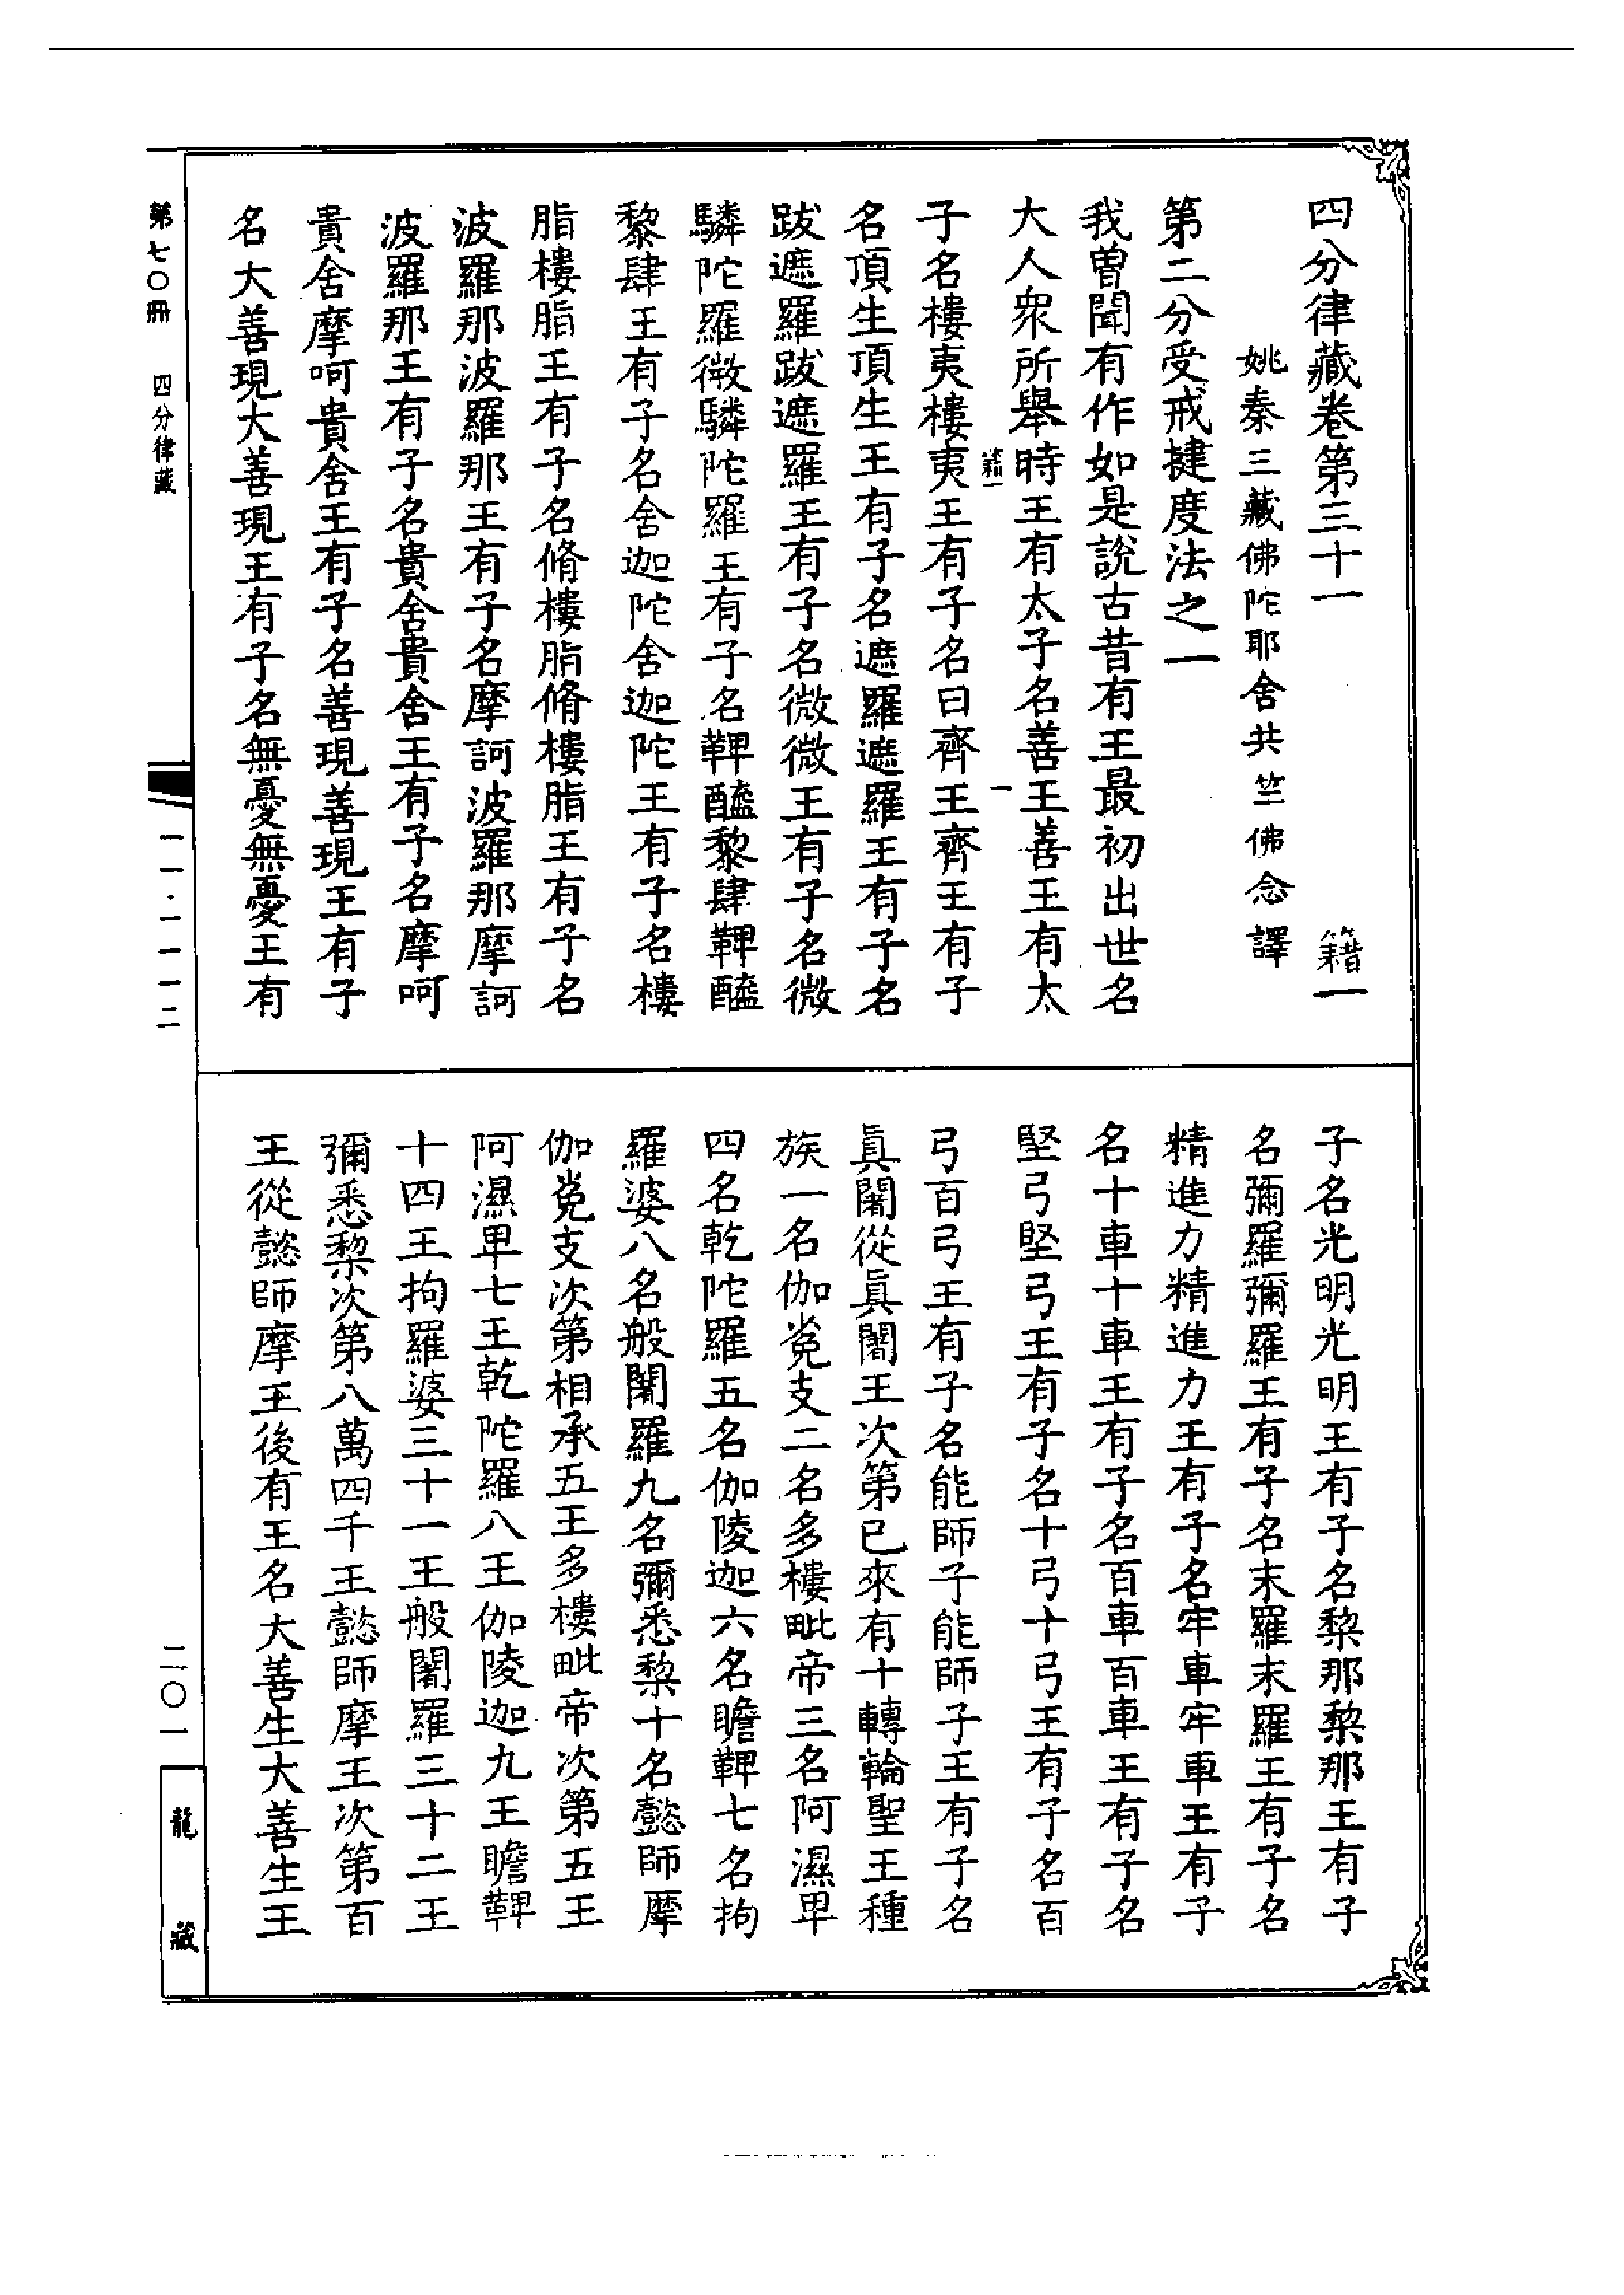 四分律藏卷第三十一　籍一
姚秦三藏佛陀耶舍共竺佛念譯
第二分受戒揵度法之一
我曾聞有作如是說古昔有王最初出世名
大人衆所舉時王有太子名善王善王有太
籍一
一
子名樓夷樓夷王有子名曰齊王齊王有子
名頂生頂生王有子名遮羅遮羅王有子名
跋遮羅跋遮羅王有子名微微王有子名微
驎陀羅微驎陀羅王有子名鞞醯黎肆鞞醯
黎肆王有子名舍迦陀舍迦陀王有子名樓
脂樓脂王有子名脩樓脂脩樓脂王有子名
波羅那波羅那王有子名摩訶波羅那摩訶
波羅那王有子名貴舍貴舍王有子名摩呵
貴舍摩呵貴舍王有子名善現善現王有子
名大善現大善現王有子名無憂無憂王有
子名光明光明王有子名黎那黎那王有子
名彌羅彌羅王有子名末羅末羅王有子名
精進力精進力王有子名牢車牢車王有子
名十車十車王有子名百車百車王有子名
堅弓堅弓王有子名十弓十弓王有子名百
弓百弓王有子名能師子能師子王有子名
眞闍從眞闍王次第已來有十轉輪聖王種
族一名伽㝹支二名多樓毗帝三名阿濕卑
四名乾陀羅五名伽陵迦六名瞻鞞七名拘
羅婆八名般闍羅九名彌悉棃十名懿師摩
伽㝹支次第相承五王多樓毗帝次第五王
阿濕卑七王乾陀羅八王伽陵迦九王瞻鞞
十四王拘羅婆三十一王般闍羅三十二王
彌悉棃次第八萬四千王懿師摩王次第百
王從懿師摩王後有王名大善生大善生王
第七〇冊　四分律藏
一一·一一一二
二〇一
龍藏